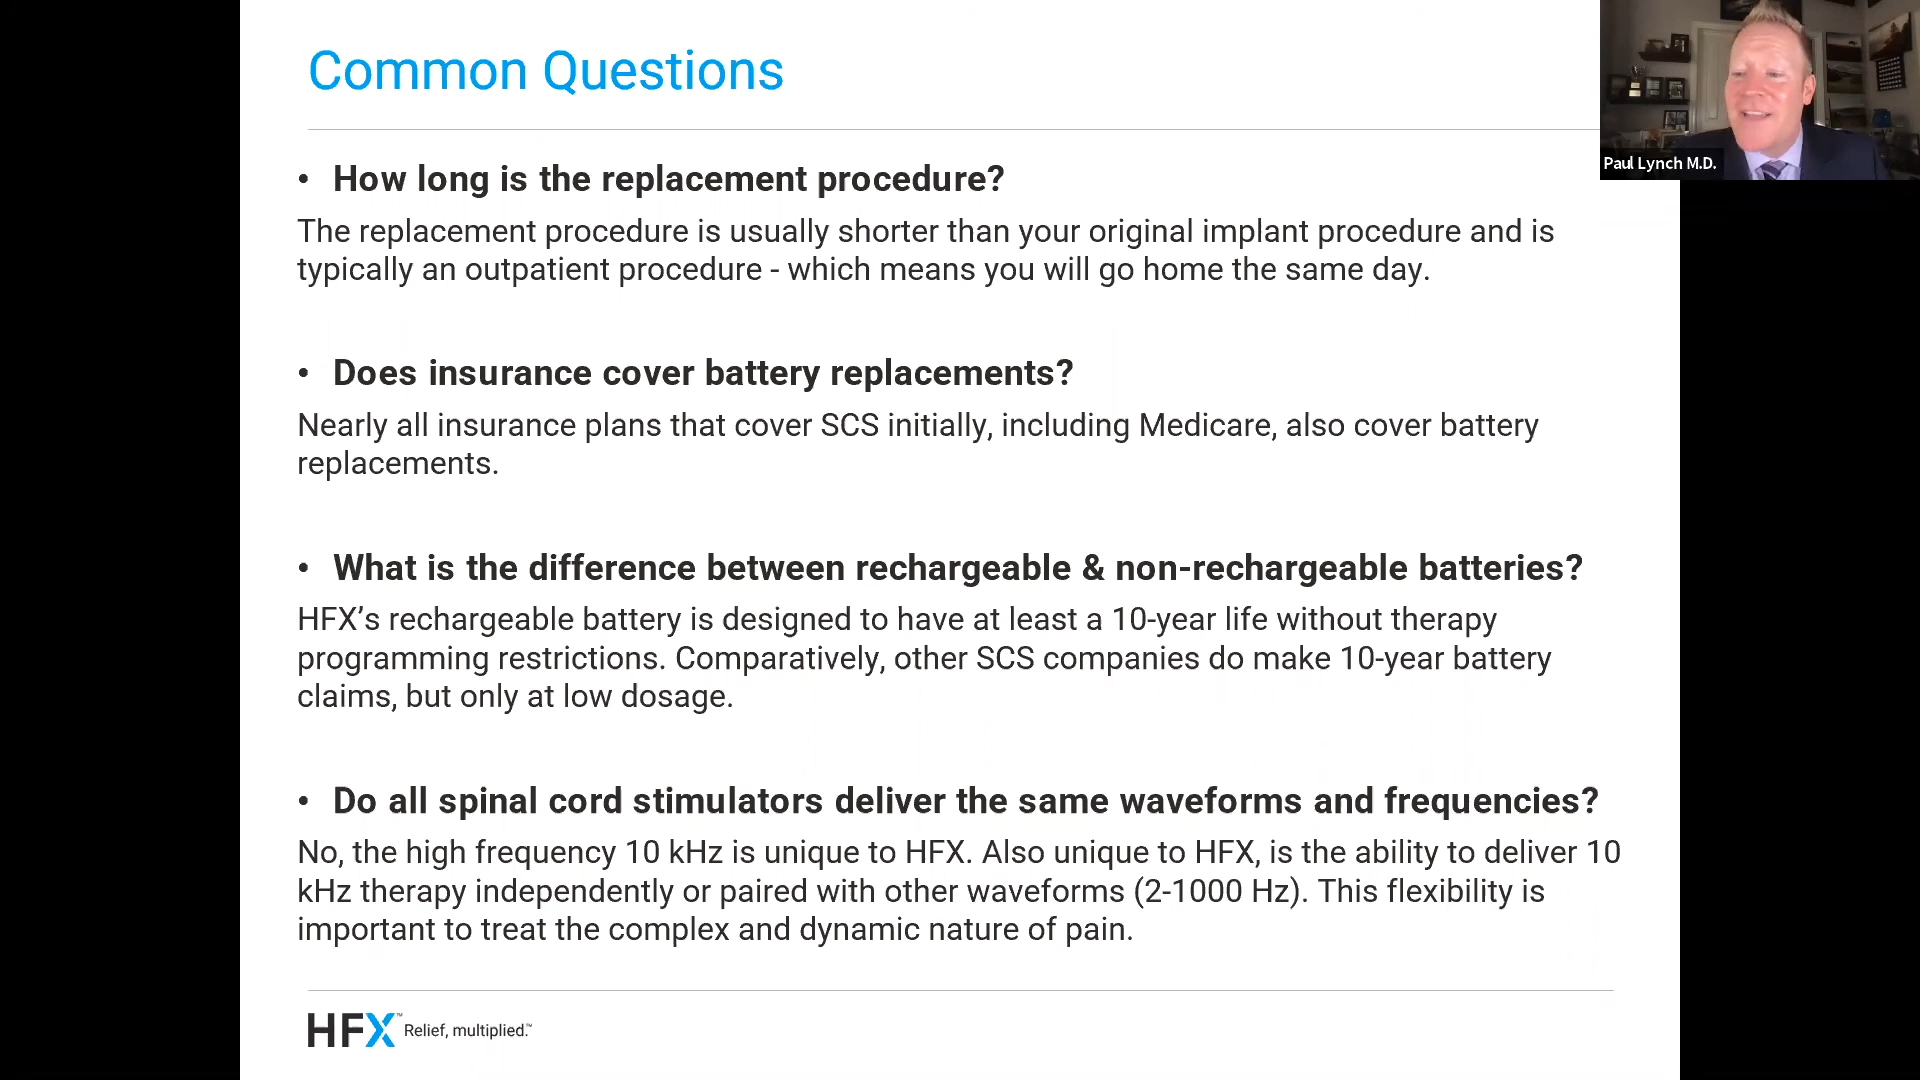 Common Questions
Paul Lynch M.D.
• How long is the replacement procedure?
The replacement procedure is usually shorter than your original implant procedure and is
typically an outpatient procedure - which means you will go home the same day.
• Does insurance cover battery replacements?
Nearly all insurance plans that cover SCS initially, including Medicare, also cover battery
replacements.
• What is the difference between rechargeable & non-rechargeable batteries?
HFX’s rechargeable battery is designed to have at least a 10-year life without therapy
programming restrictions. Comparatively, other SCS companies do make 10-year battery
claims, but only at low dosage.
• Do all spinal cord stimulators deliver the same waveforms and frequencies?
No, the high frequency 10 kHz is unique to HFX. Also unique to HFX, is the ability to deliver 10
kHz therapy independently or paired with other waveforms (2-1000 Hz). This flexibility is
important to treat the complex and dynamic nature of pain.
HFX™ Relief, multiplied.™